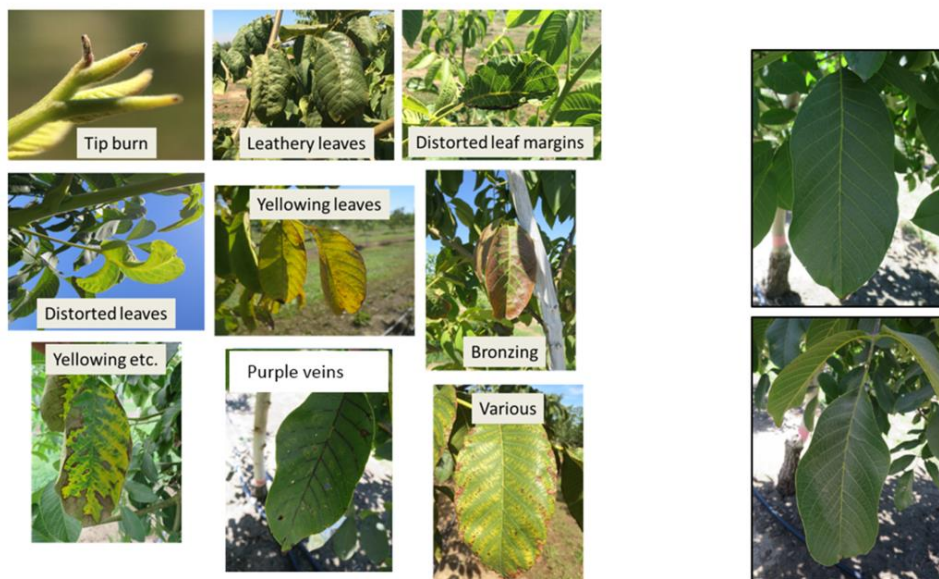 Tip burn
Leathery leaves
Distorted leaf margins
Distorted leaves
Yellowing leaves
Bronzing
Yellowing etc.
Purple veins
Various